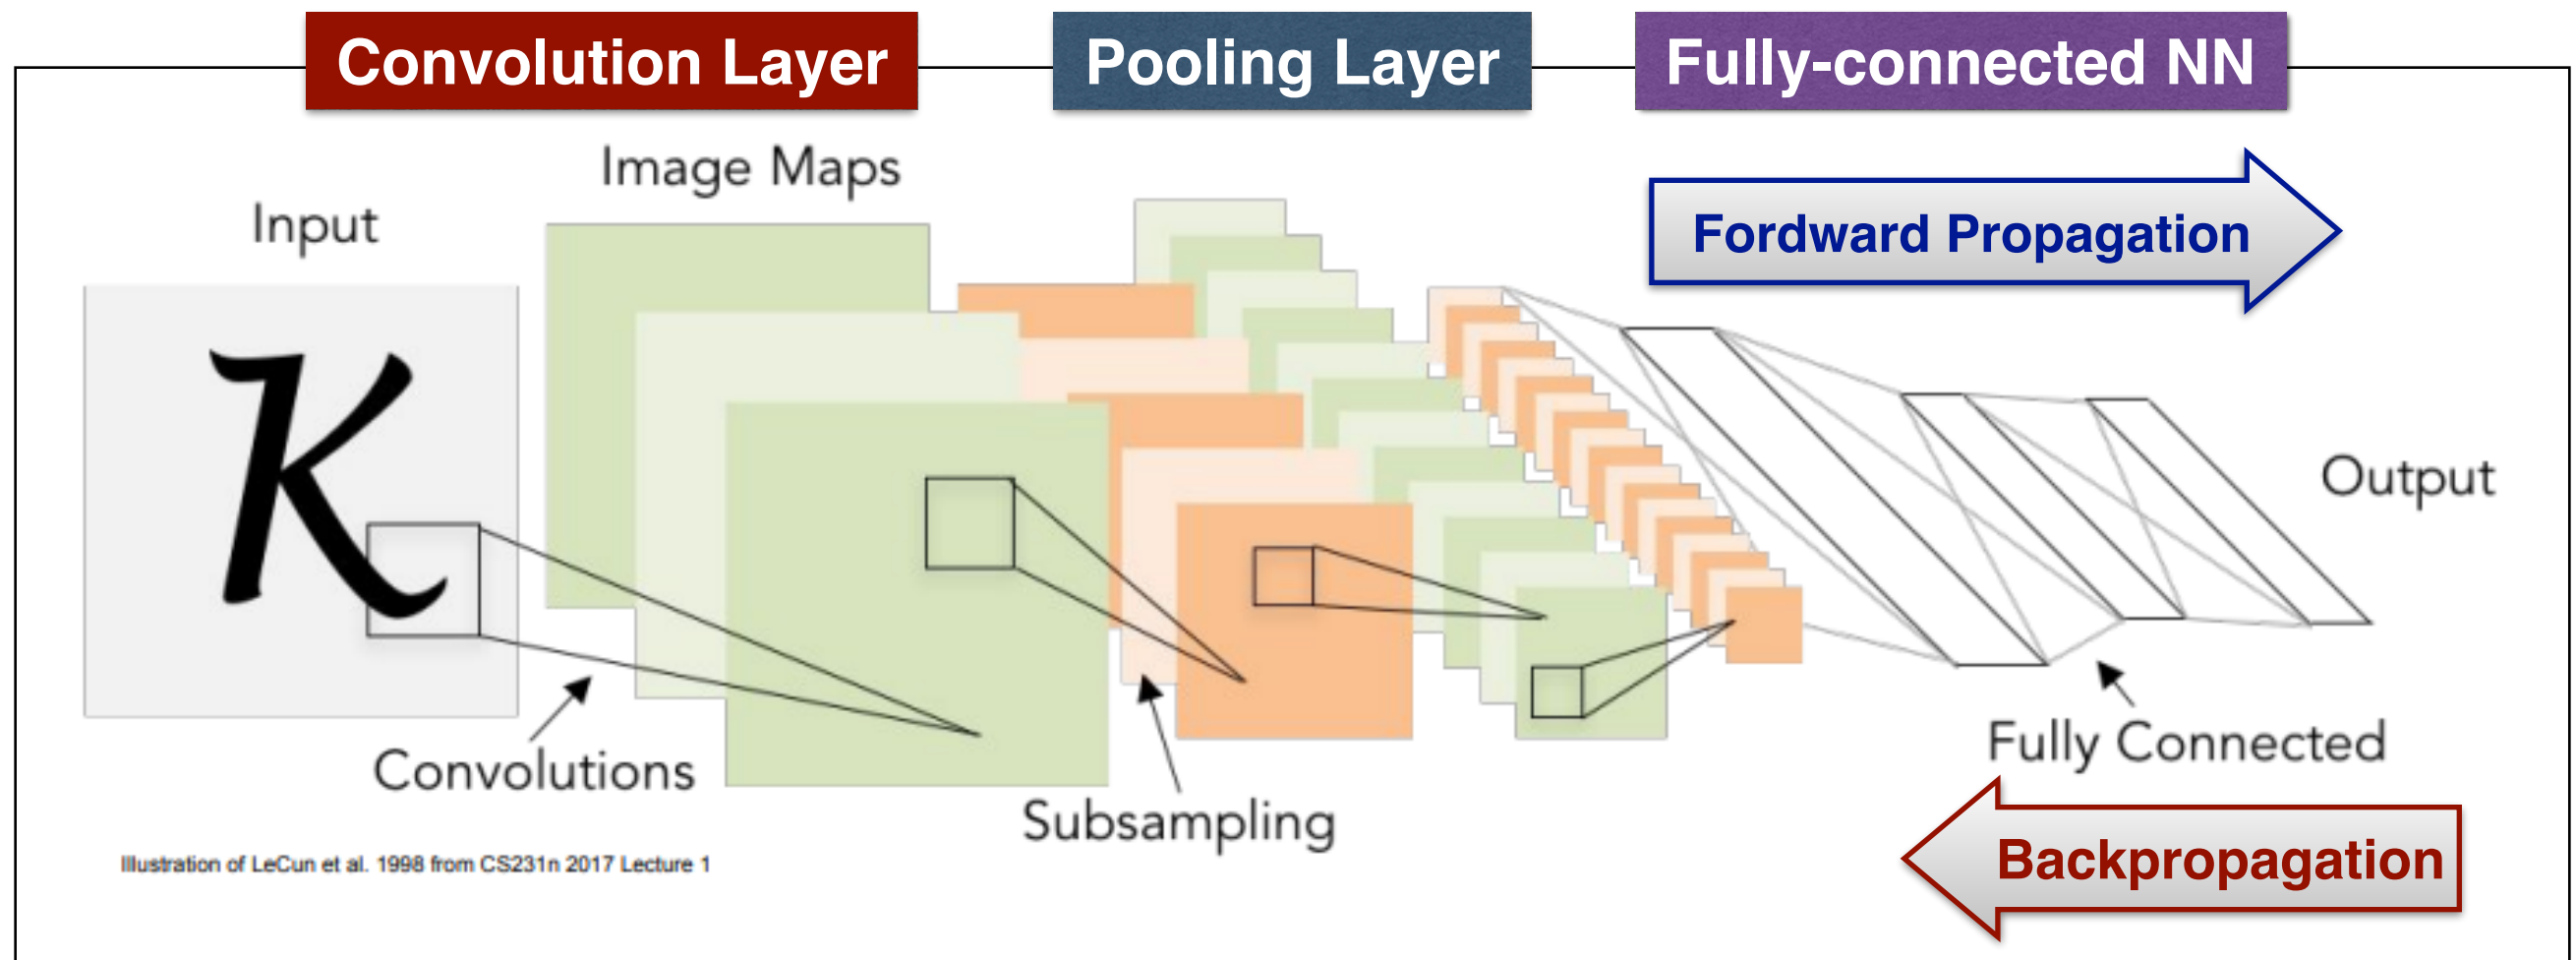 Convolution Layer
Pooling Layer
Fully-connected NN
Image Maps
Input
Fordward Propagation
K
Output
Convolutions
Subsampling
Fully Connected
Illustration of LeCun et al. 1998 from CS231n 2017 Lecture 1
Backpropagation